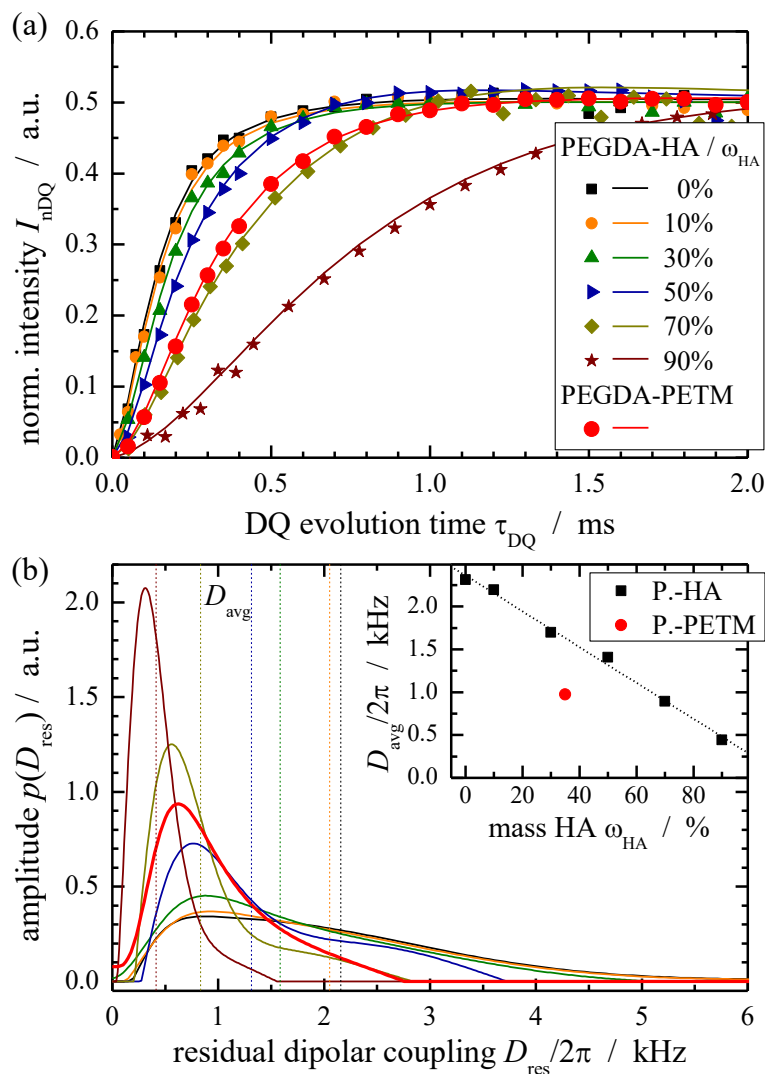 (a)
0.6
0.5
0.4
0.3
0.2
0.1
0.0
norm. intensity I_nDQ / a.u.
PEGDA-HA / ω_HA
0%
10%
30%
50%
70%
90%
PEGDA-PETM
0.0 0.5 1.0 1.5 2.0
DQ evolution time τ_DQ / ms
(b)
2.0
1.5
1.0
0.5
0.0
amplitude p(D_res) / a.u.
D_avg
P.-HA
P.-PETM
2.5
2.0
1.5
1.0
0.5
0.0
D_avg/2π / kHz
0 20 40 60 80
mass HA ω_HA / %
0 1 2 3 4 5 6
residual dipolar coupling D_res/2π / kHz